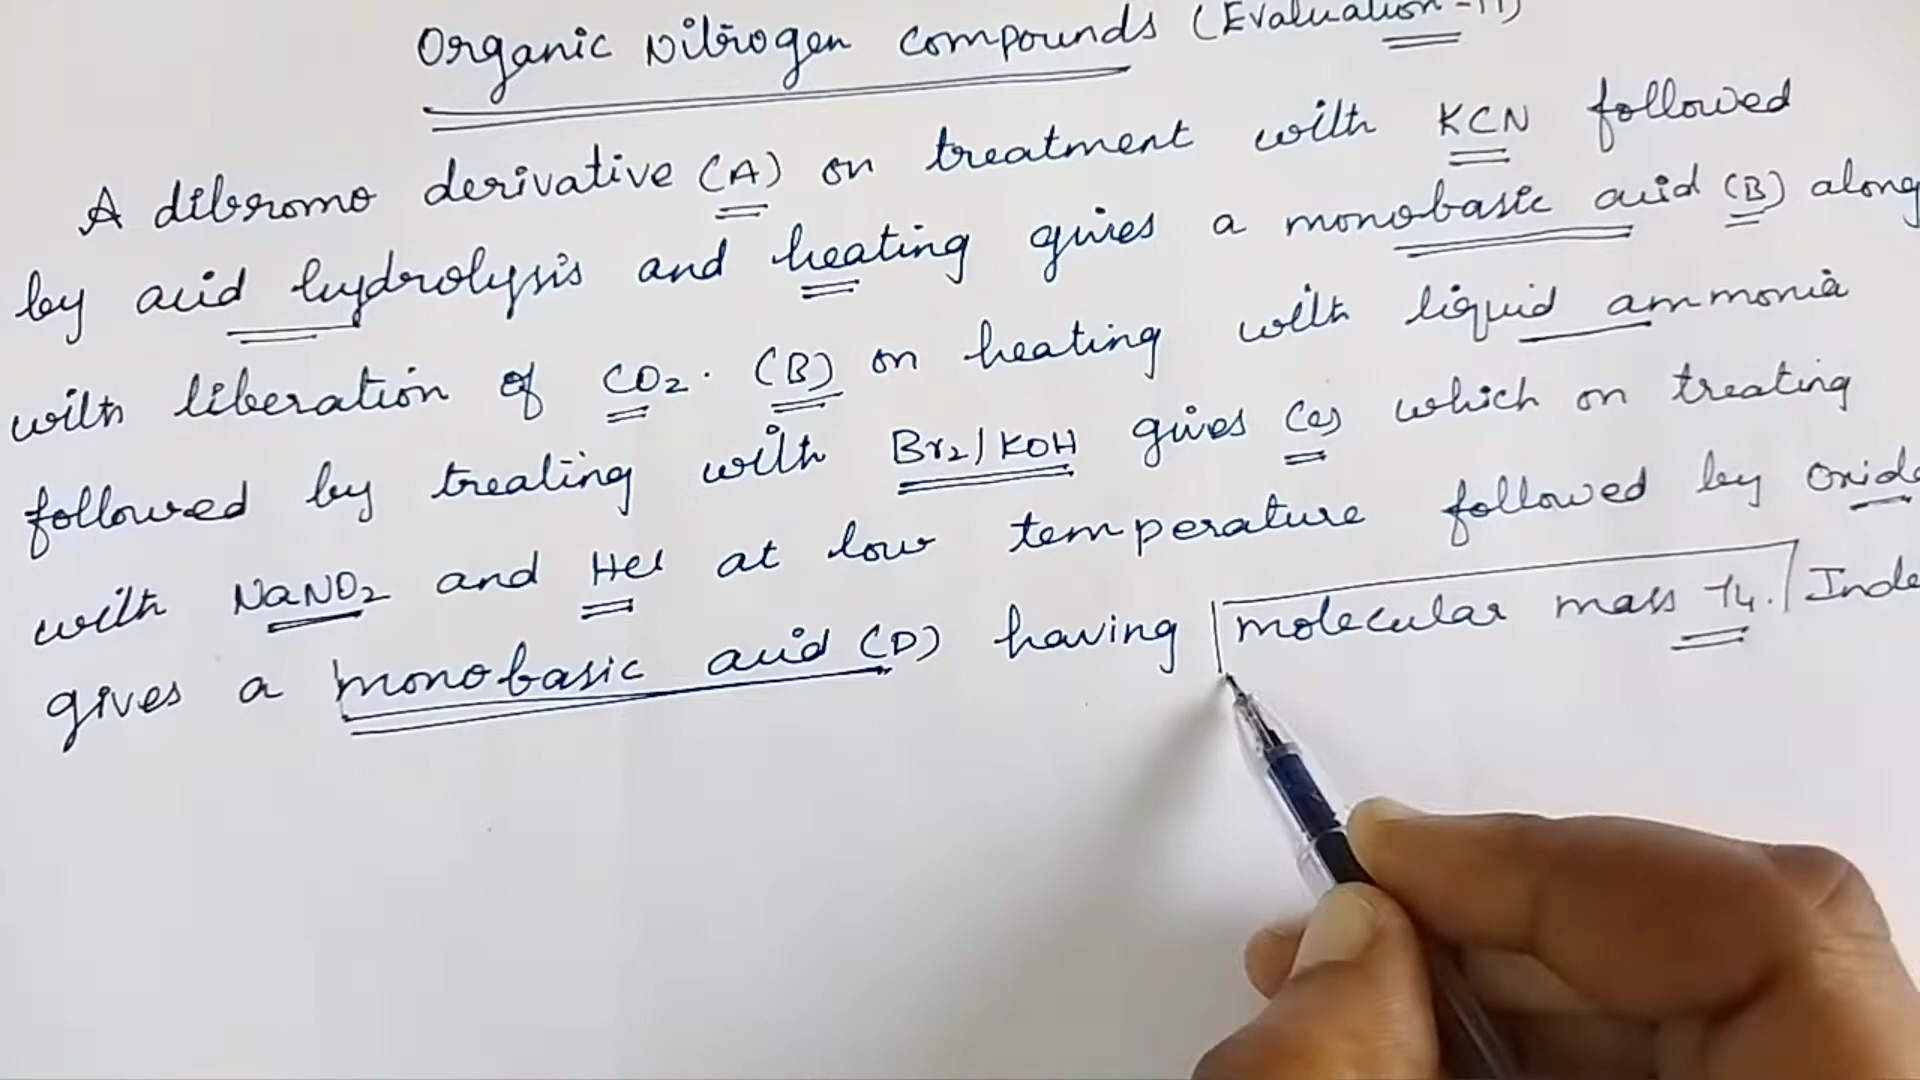 Organic Nitrogen compounds (Evaluation-11)
A dibromo derivative (A) on treatment with KCN followed
by acid hydrolysis and heating gives a monobasic acid (B) along
with liberation of CO2. (B) on heating with liquid ammonia
followed by treating with Br2/KOH gives (C) which on treating
with NaNO2 and HCl at low temperature followed by Oxida
gives a monobasic acid (D) having molecular mass 74. Inde